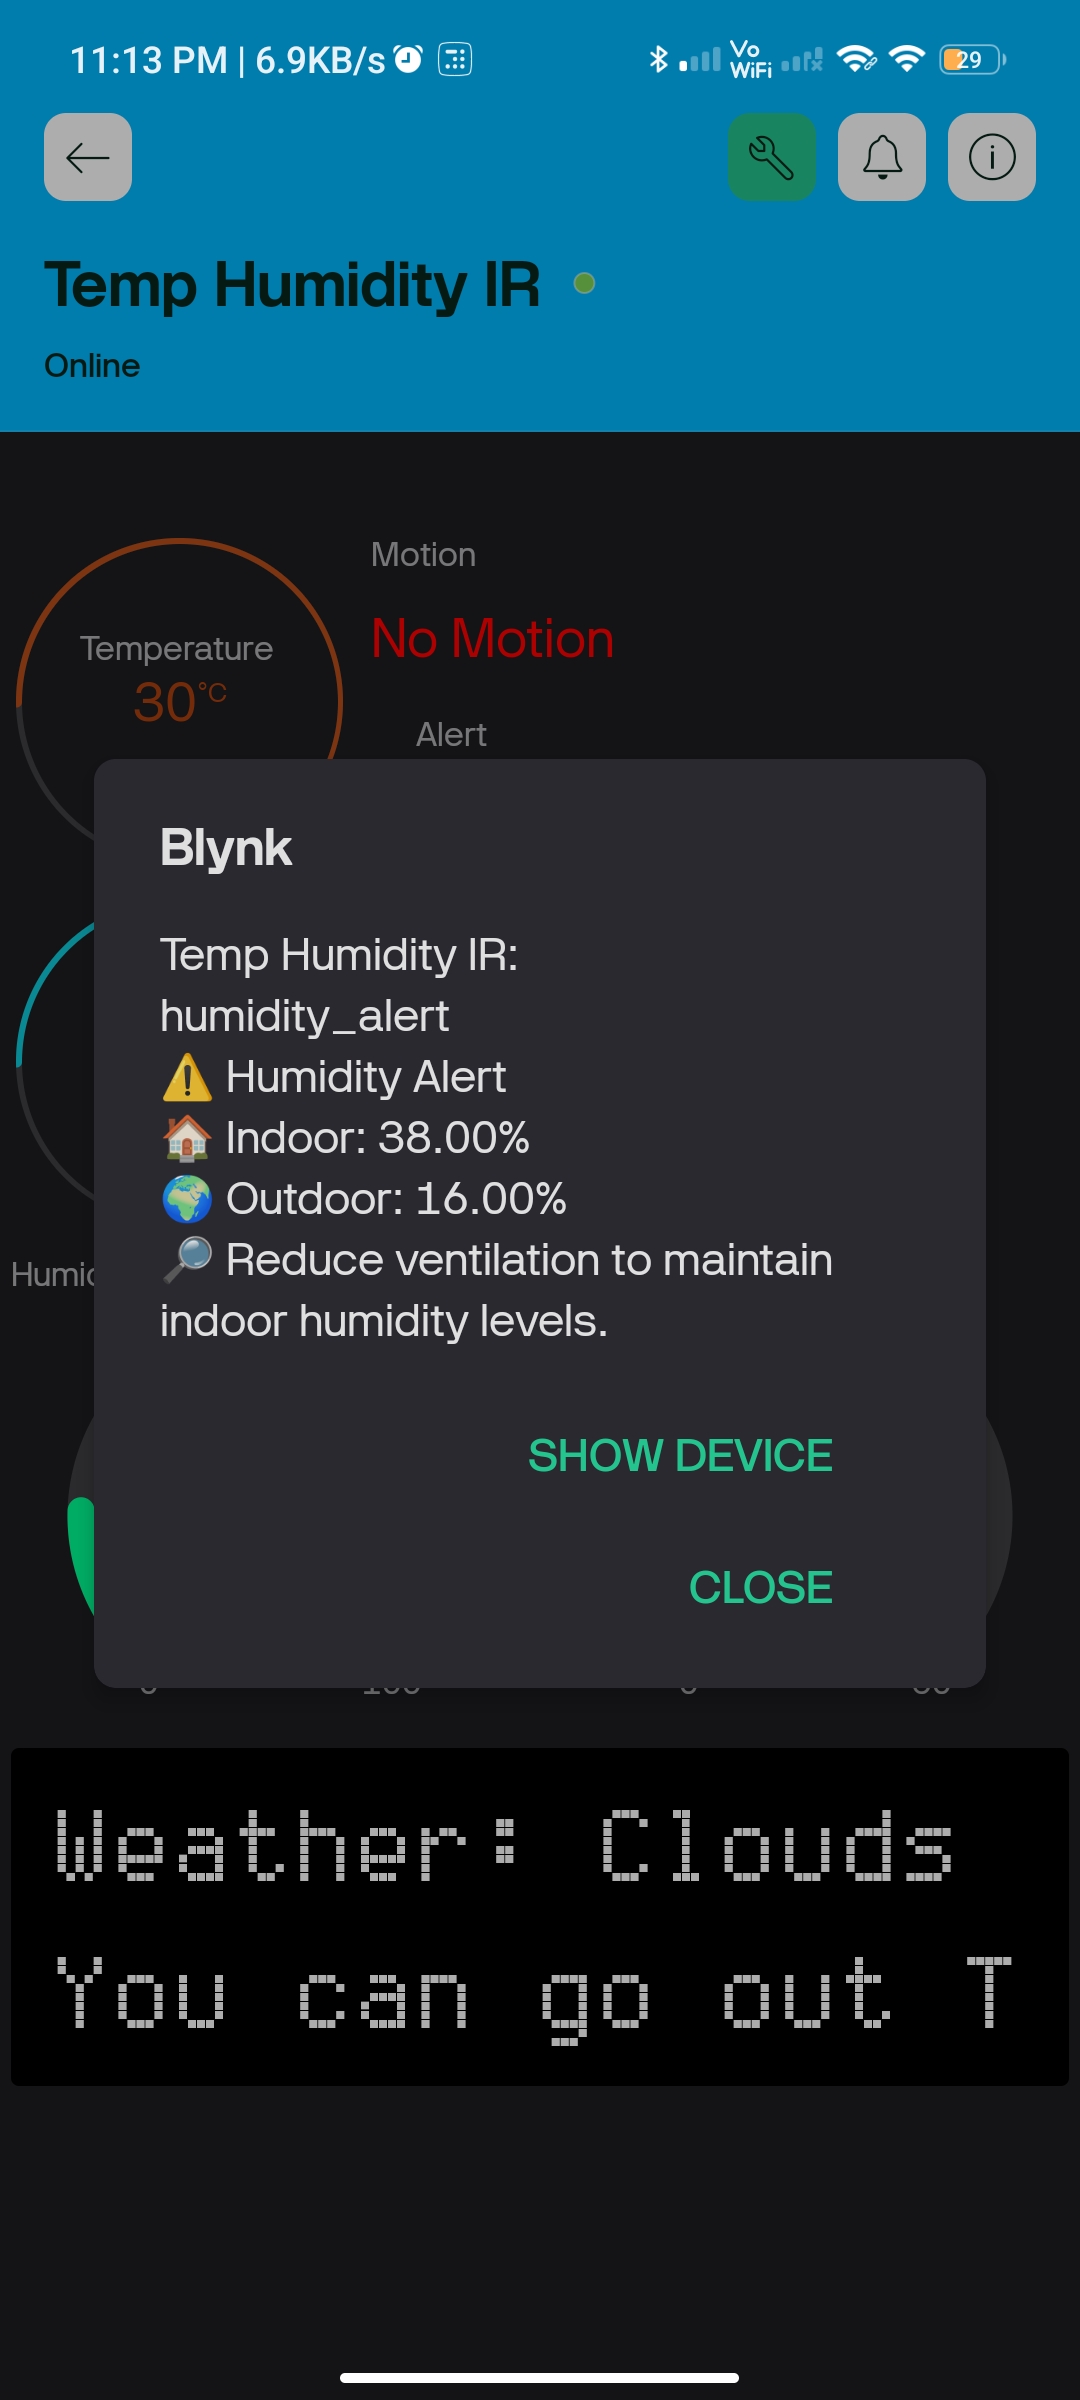 11:13 PM | 6.9KB/s
Vo
WiFi
29
Temp Humidity IR
Online
Motion
No Motion
Temperature
30°C
Alert
Blynk
Temp Humidity IR:
humidity_alert
⚠️ Humidity Alert
🏠 Indoor: 38.00%
🌍 Outdoor: 16.00%
🔎 Reduce ventilation to maintain
indoor humidity levels.
SHOW DEVICE
CLOSE
Weather: Clouds
You can go out T